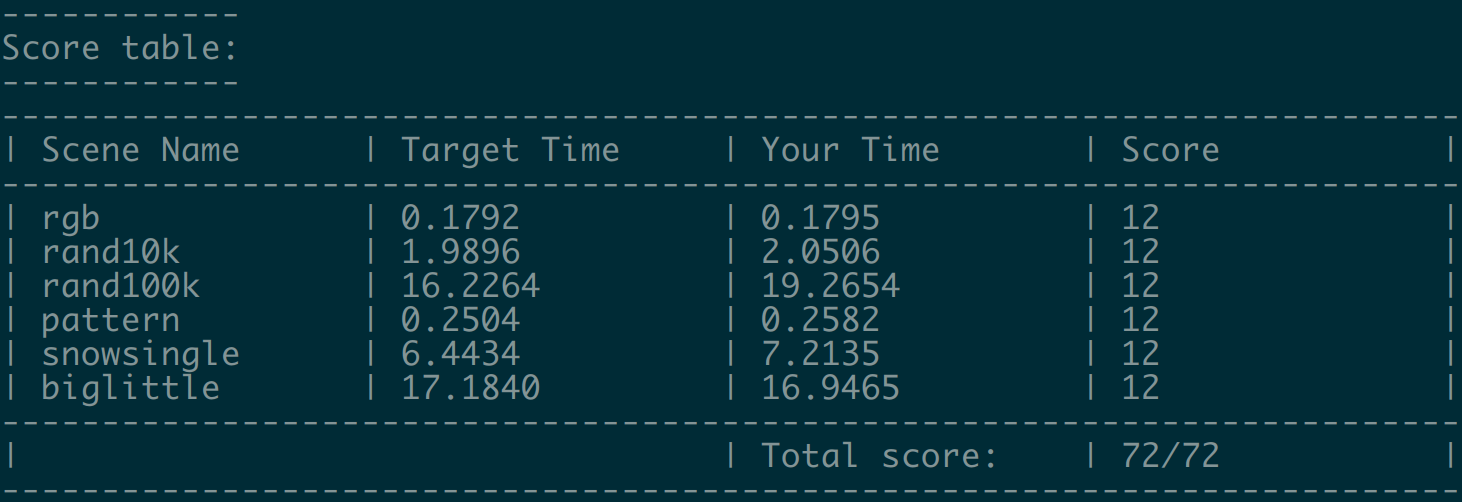 ------------
Score table:
------------
-------------------------------------------------------------------------
| Scene Name      | Target Time     | Your Time       | Score           |
-------------------------------------------------------------------------
| rgb             | 0.1792          | 0.1795          | 12              |
| rand10k         | 1.9896          | 2.0506          | 12              |
| rand100k        | 16.2264         | 19.2654         | 12              |
| pattern         | 0.2504          | 0.2582          | 12              |
| snowsingle      | 6.4434          | 7.2135          | 12              |
| biglittle       | 17.1840         | 16.9465         | 12              |
-------------------------------------------------------------------------
|                                   | Total score:    | 72/72           |
-------------------------------------------------------------------------